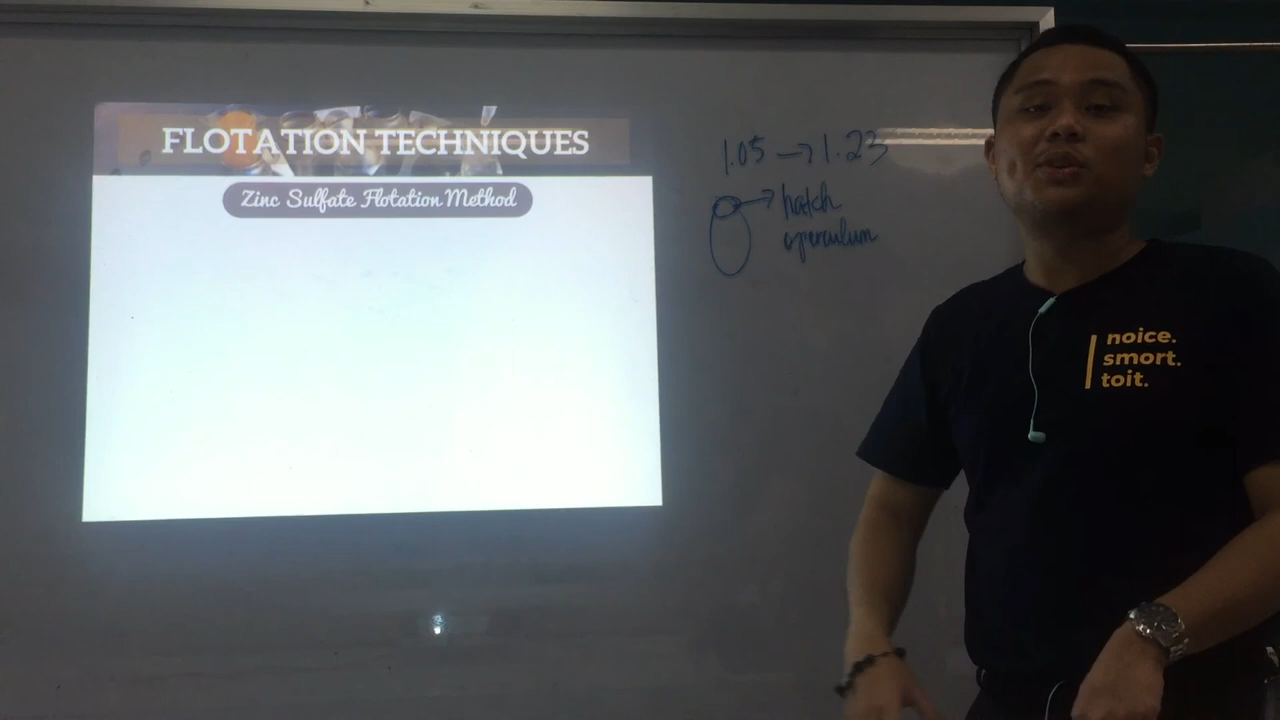 FLOTATION TECHNIQUES
Zinc Sulfate Flotation Method
1.05 → 1.23
→ hatch
operculum
noice.
smort.
toit.